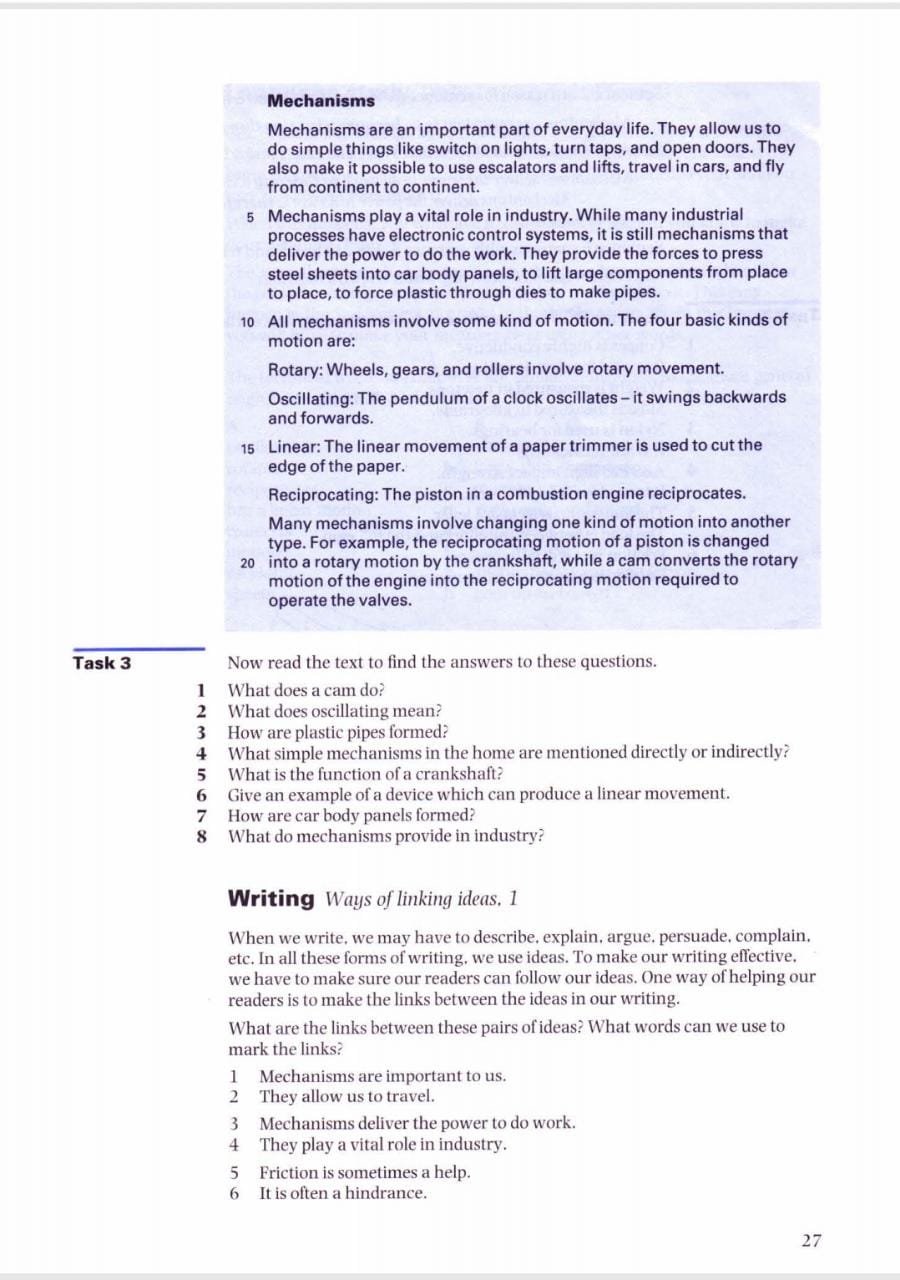 Mechanisms
Mechanisms are an important part of everyday life. They allow us to
do simple things like switch on lights, turn taps, and open doors. They
also make it possible to use escalators and lifts, travel in cars, and fly
from continent to continent.
5 Mechanisms play a vital role in industry. While many industrial
processes have electronic control systems, it is still mechanisms that
deliver the power to do the work. They provide the forces to press
steel sheets into car body panels, to lift large components from place
to place, to force plastic through dies to make pipes.
10 All mechanisms involve some kind of motion. The four basic kinds of
motion are:
Rotary: Wheels, gears, and rollers involve rotary movement.
Oscillating: The pendulum of a clock oscillates – it swings backwards
and forwards.
15 Linear: The linear movement of a paper trimmer is used to cut the
edge of the paper.
Reciprocating: The piston in a combustion engine reciprocates.
Many mechanisms involve changing one kind of motion into another
type. For example, the reciprocating motion of a piston is changed
20 into a rotary motion by the crankshaft, while a cam converts the rotary
motion of the engine into the reciprocating motion required to
operate the valves.
Task 3 Now read the text to find the answers to these questions.
1 What does a cam do?
2 What does oscillating mean?
3 How are plastic pipes formed?
4 What simple mechanisms in the home are mentioned directly or indirectly?
5 What is the function of a crankshaft?
6 Give an example of a device which can produce a linear movement.
7 How are car body panels formed?
8 What do mechanisms provide in industry?
Writing Ways of linking ideas, 1
When we write, we may have to describe, explain, argue, persuade, complain,
etc. In all these forms of writing, we use ideas. To make our writing effective,
we have to make sure our readers can follow our ideas. One way of helping our
readers is to make the links between the ideas in our writing.
What are the links between these pairs of ideas? What words can we use to
mark the links?
1 Mechanisms are important to us.
2 They allow us to travel.
3 Mechanisms deliver the power to do work.
4 They play a vital role in industry.
5 Friction is sometimes a help.
6 It is often a hindrance.
27